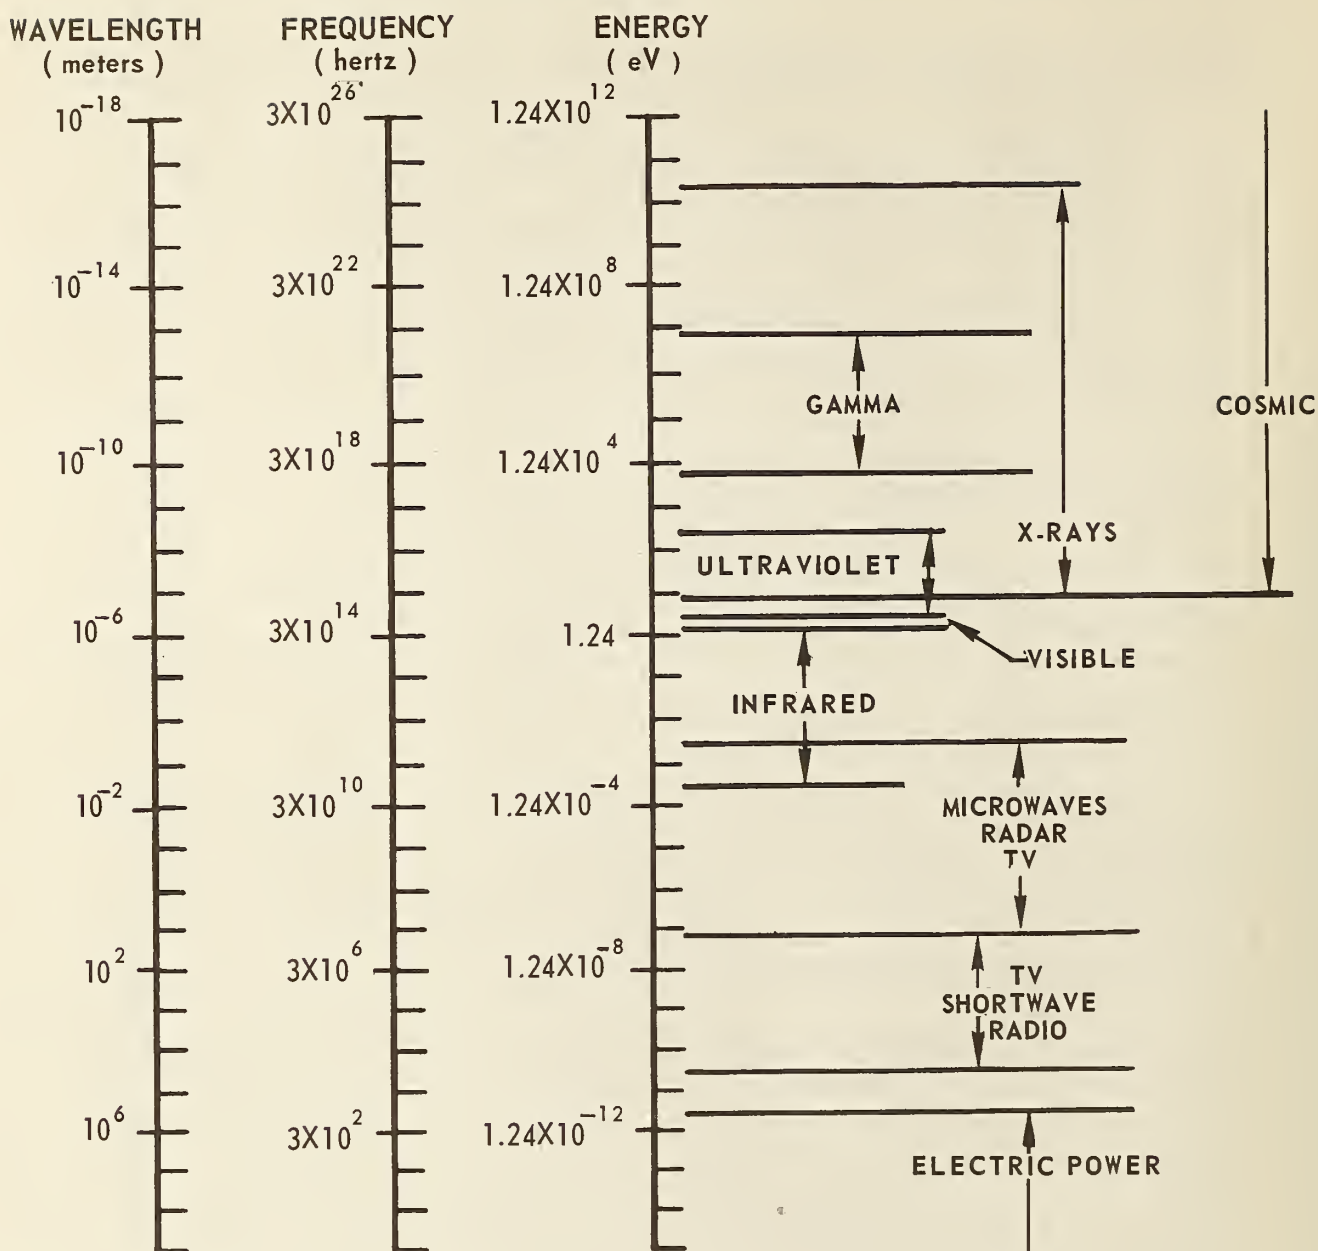 WAVELENGTH FREQUENCY ENERGY
( meters ) ( hertz ) ( eV )
10^-18 3X10^26 1.24X10^12
10^-14 3X10^22 1.24X10^8
GAMMA COSMIC
10^-10 3X10^18 1.24X10^4
X-RAYS
ULTRAVIOLET
10^-6 3X10^14 1.24
VISIBLE
INFRARED
10^-2 3X10^10 1.24X10^-4
MICROWAVES
RADAR
TV
10^2 3X10^6 1.24X10^-8
TV
SHORTWAVE
RADIO
10^6 3X10^2 1.24X10^-12
ELECTRIC POWER